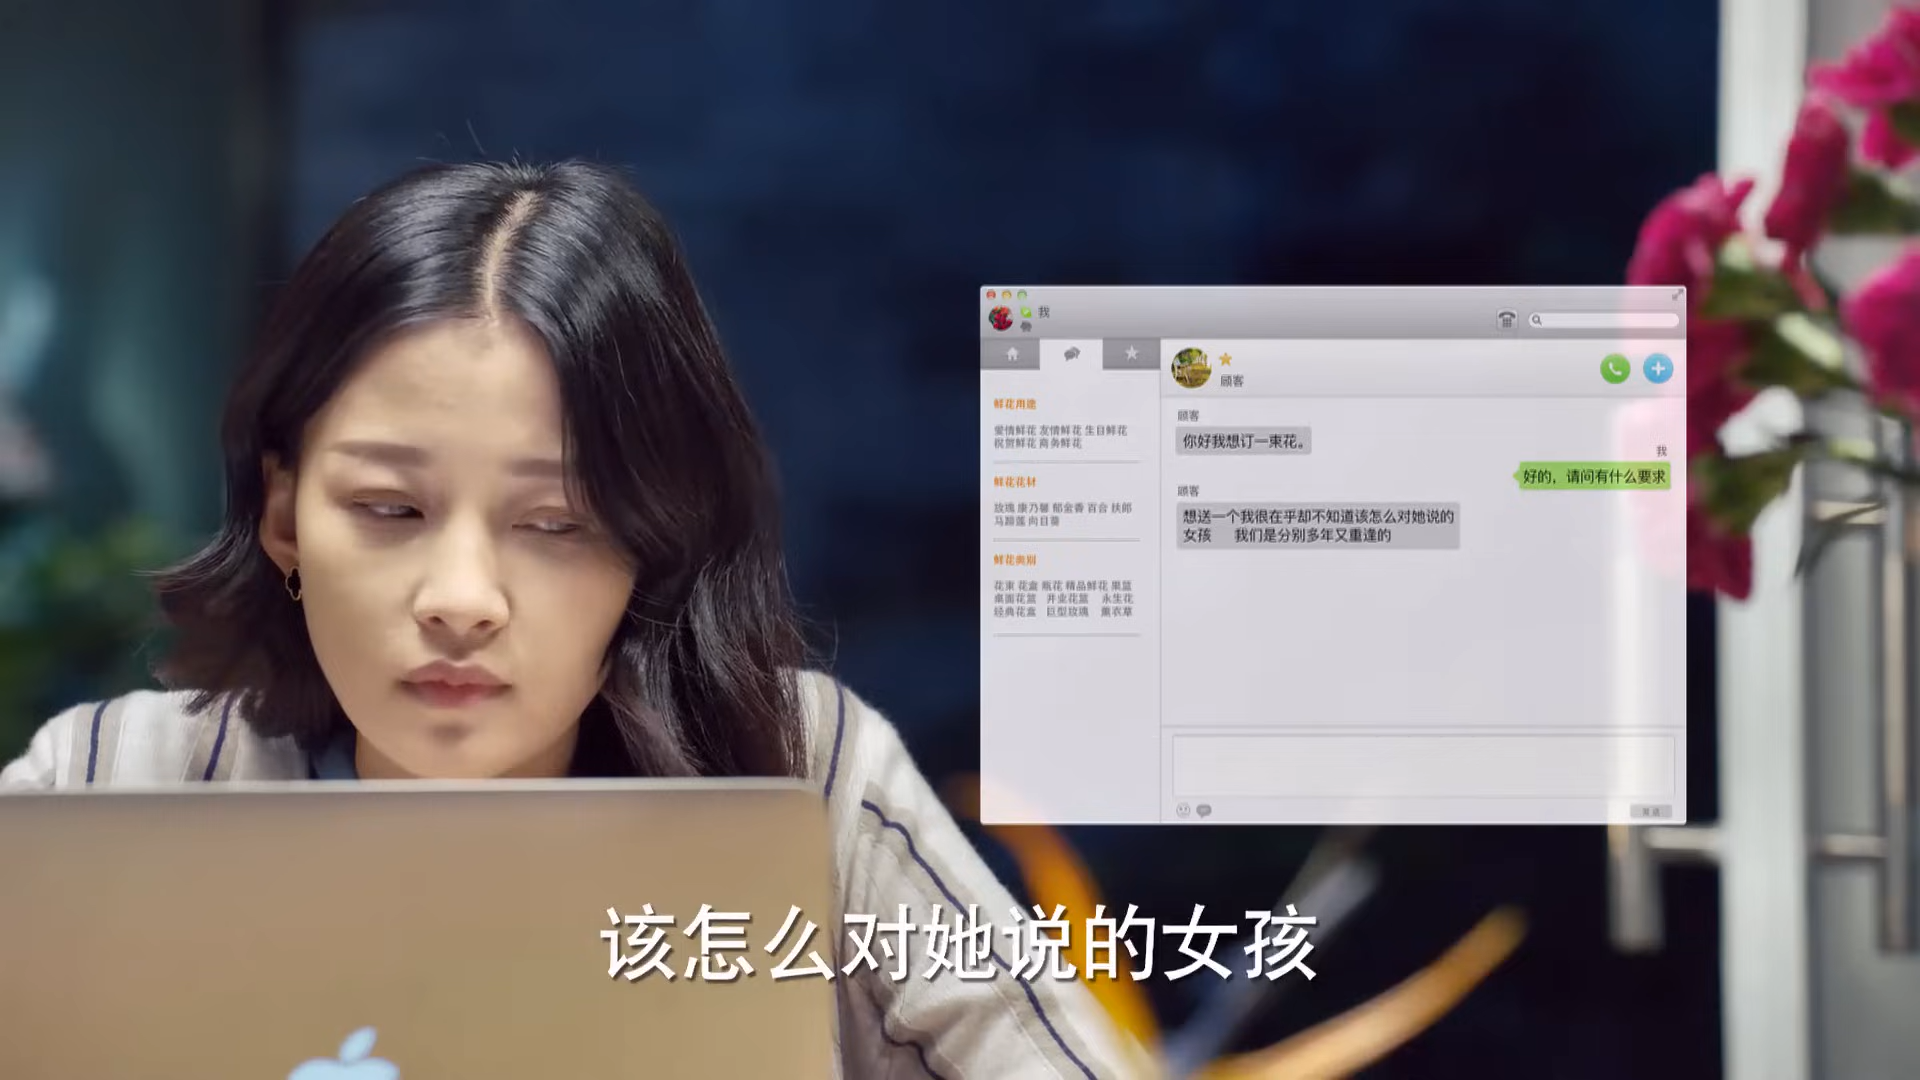 我
顾客
鲜花用途
爱情鲜花 友情鲜花 生日鲜花
祝贺鲜花 商务鲜花
鲜花花材
玫瑰 康乃馨 郁金香 百合 扶郎
马蹄莲 向日葵
鲜花类别
花束 花盒 瓶花 精品鲜花 果篮
桌面花篮 开业花篮 永生花
经典花盒 巨型玫瑰 薰衣草
顾客
你好我想订一束花。
我
好的，请问有什么要求
顾客
想送一个我很在乎却不知道该怎么对她说的
女孩 我们是分别多年又重逢的
发送
该怎么对她说的女孩